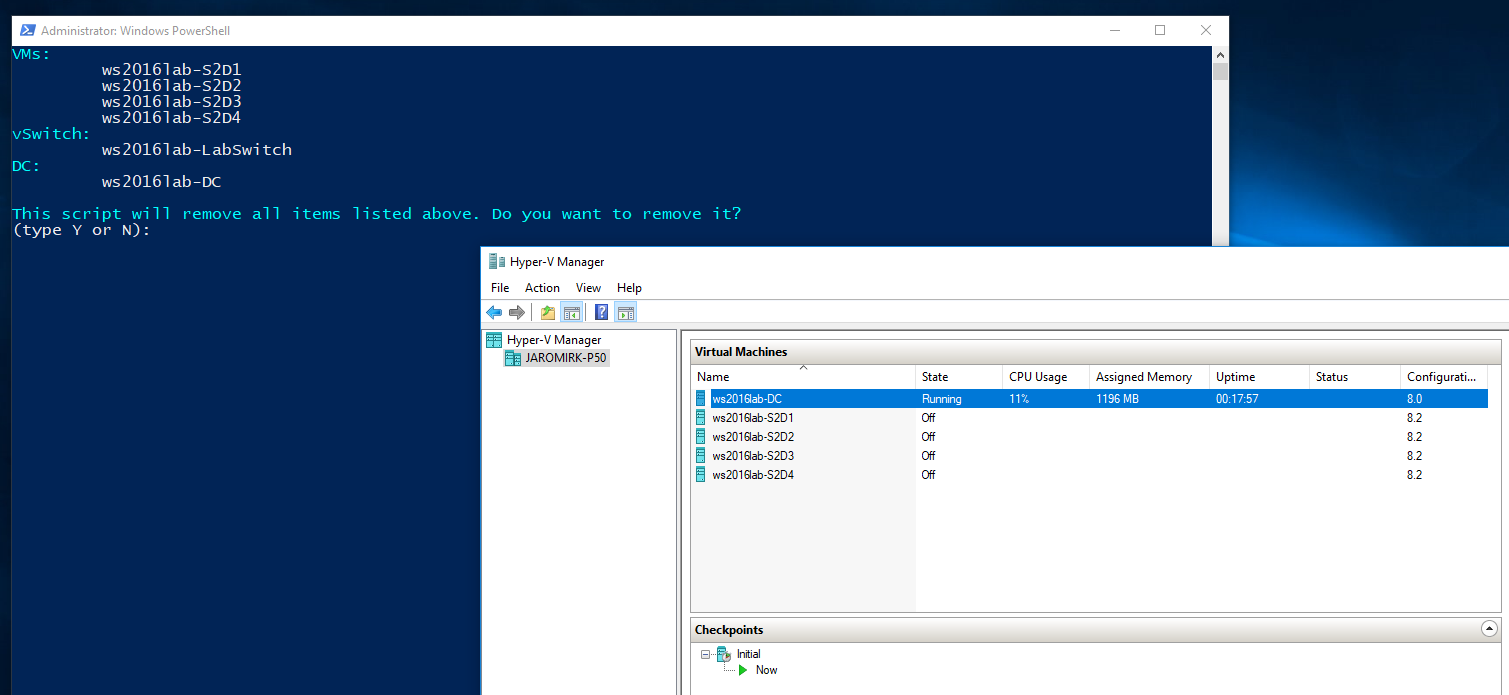 Administrator: Windows PowerShell
VMs:
ws2016lab-S2D1
ws2016lab-S2D2
ws2016lab-S2D3
ws2016lab-S2D4
vSwitch:
ws2016lab-LabSwitch
DC:
ws2016lab-DC
This script will remove all items listed above. Do you want to remove it?
(type Y or N):
Hyper-V Manager
File Action View Help
Hyper-V Manager
JAROMIRK-P50
Virtual Machines
Name State CPU Usage Assigned Memory Uptime Status Configurati...
ws2016lab-DC Running 11% 1196 MB 00:17:57 8.0
ws2016lab-S2D1 Off 8.2
ws2016lab-S2D2 Off 8.2
ws2016lab-S2D3 Off 8.2
ws2016lab-S2D4 Off 8.2
Checkpoints
Initial
Now